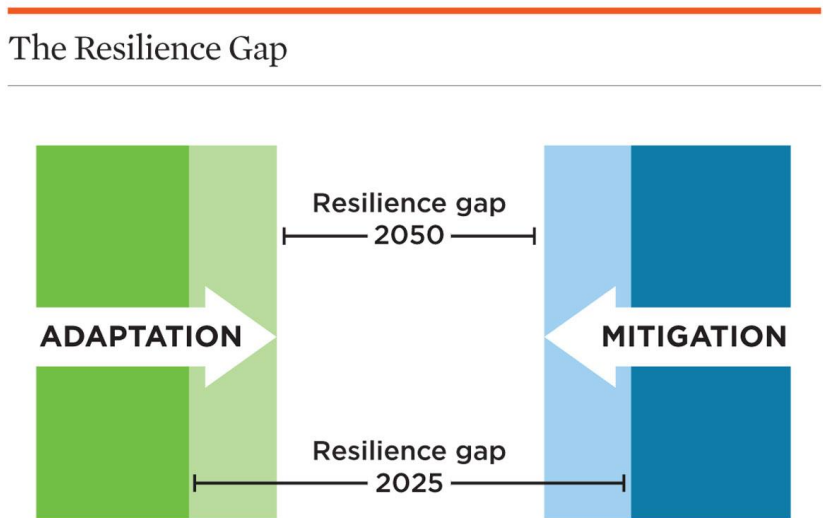 The Resilience Gap
Resilience gap
2050
ADAPTATION
MITIGATION
Resilience gap
2025